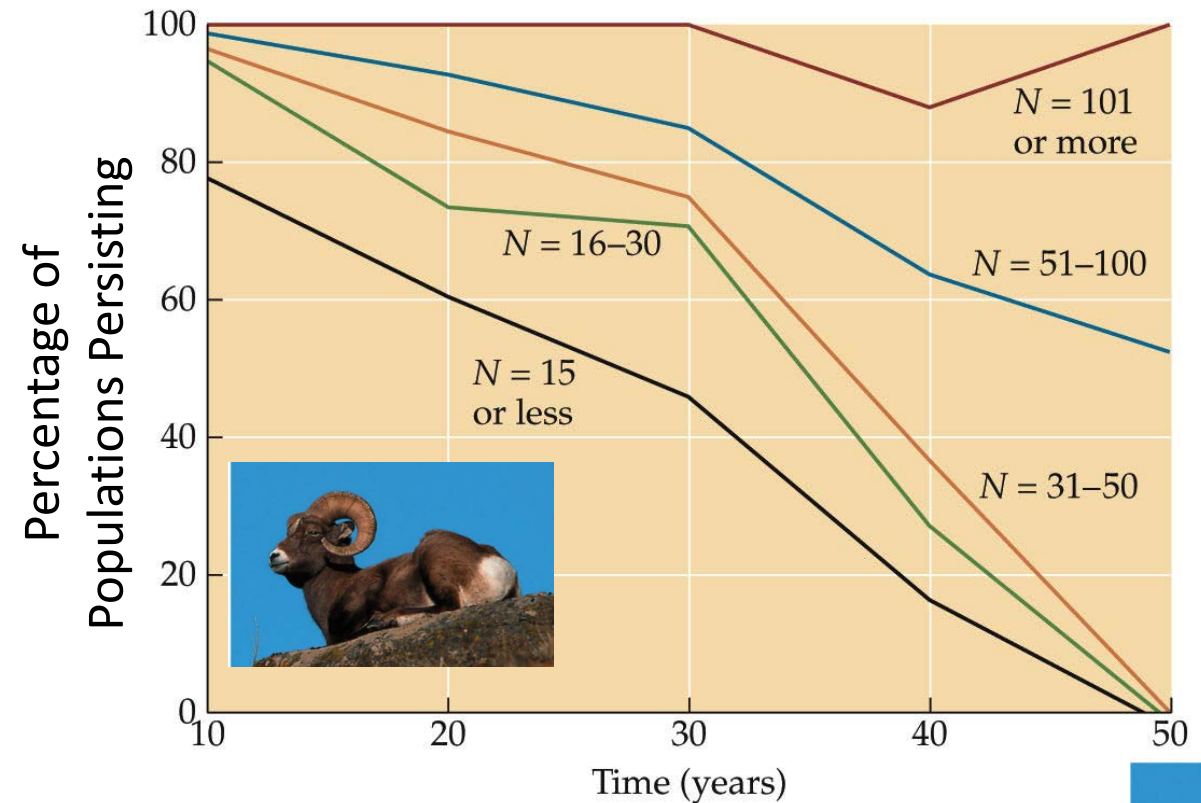 Percentage of
Populations Persisting
100
80
60
40
20
0
N = 101
or more
N = 16–30
N = 51–100
N = 15
or less
N = 31–50
10 20 30 40 50
Time (years)